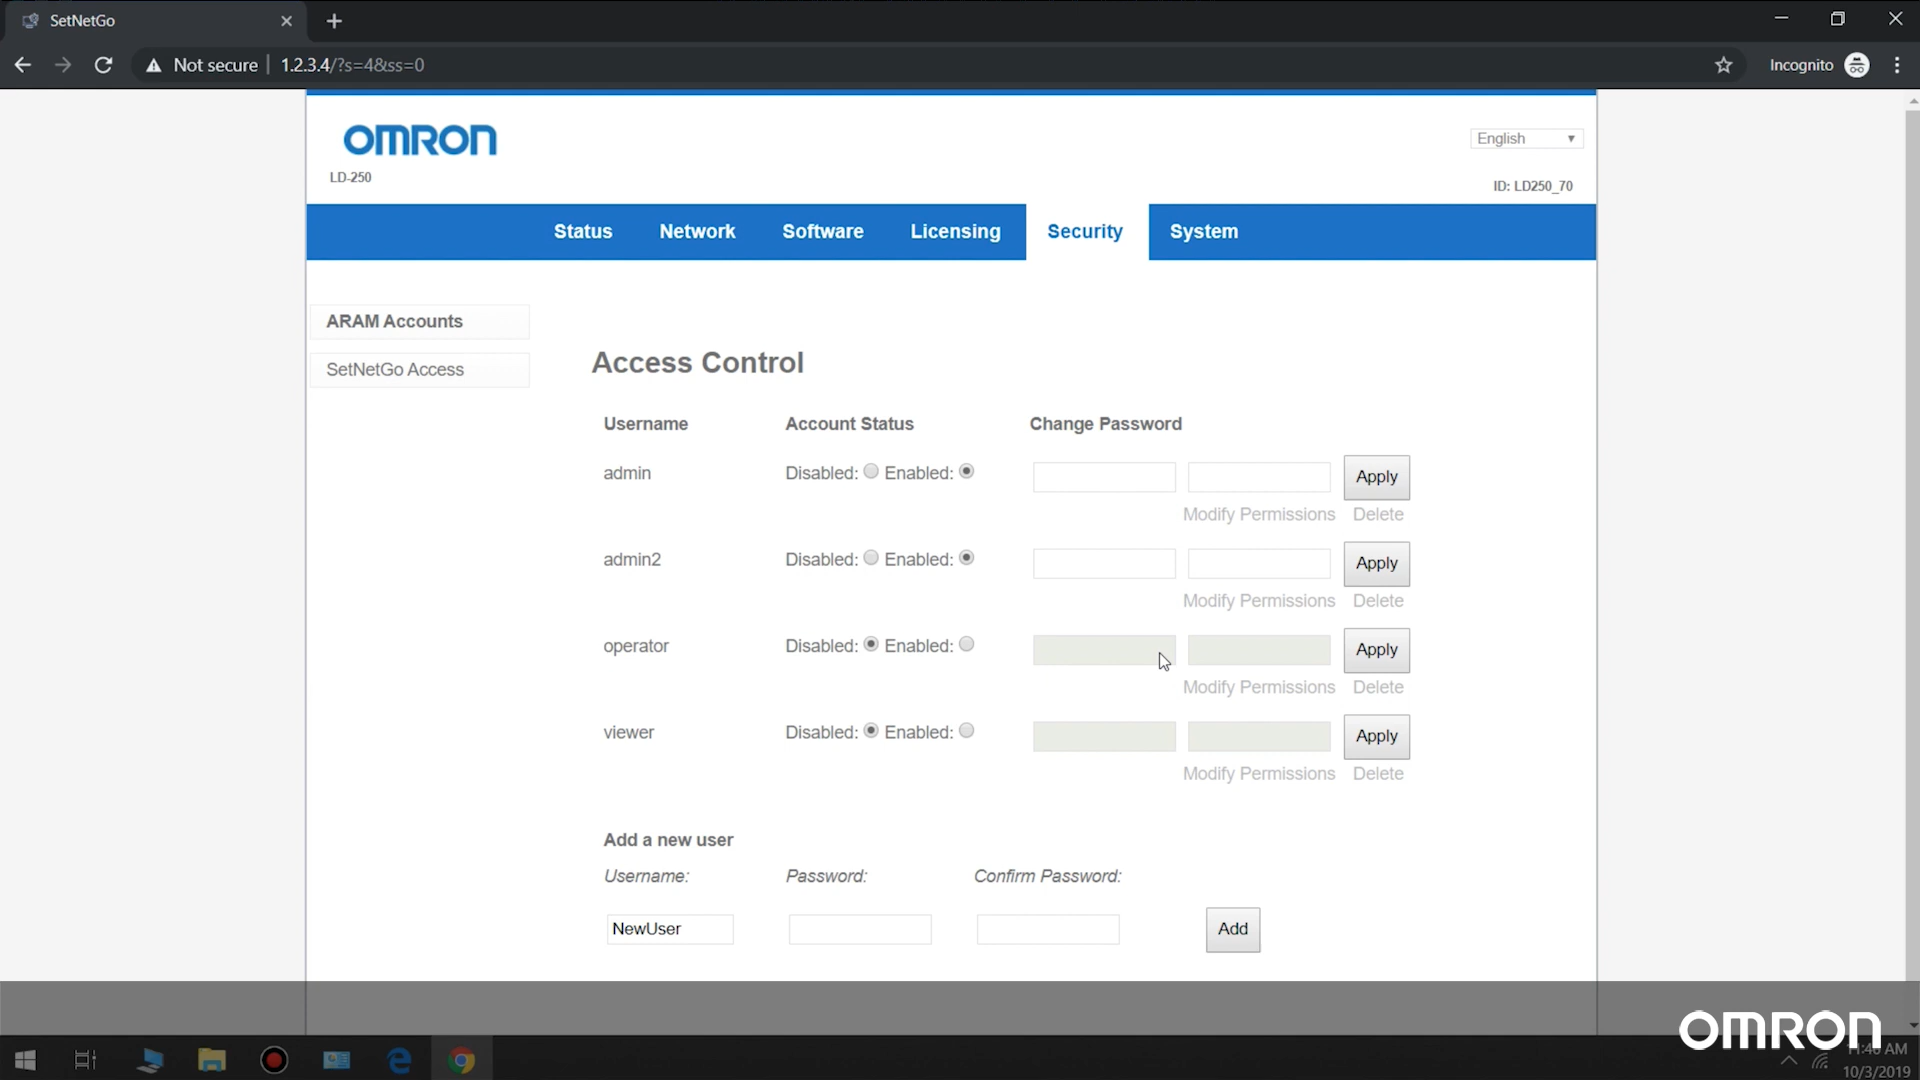 SetNetGo
Not secure 1.2.3.4/?s=4&ss=0 Incognito
OMRON
English
LD-250
ID: LD250_70
Status Network Software Licensing Security System
ARAM Accounts
SetNetGo Access
Access Control
Username Account Status Change Password
admin Disabled: Enabled: Apply
Modify Permissions Delete
admin2 Disabled: Enabled: Apply
Modify Permissions Delete
operator Disabled: Enabled: Apply
Modify Permissions Delete
viewer Disabled: Enabled: Apply
Modify Permissions Delete
Add a new user
Username: Password: Confirm Password:
NewUser Add
OMRON
11:46 AM
10/3/2019